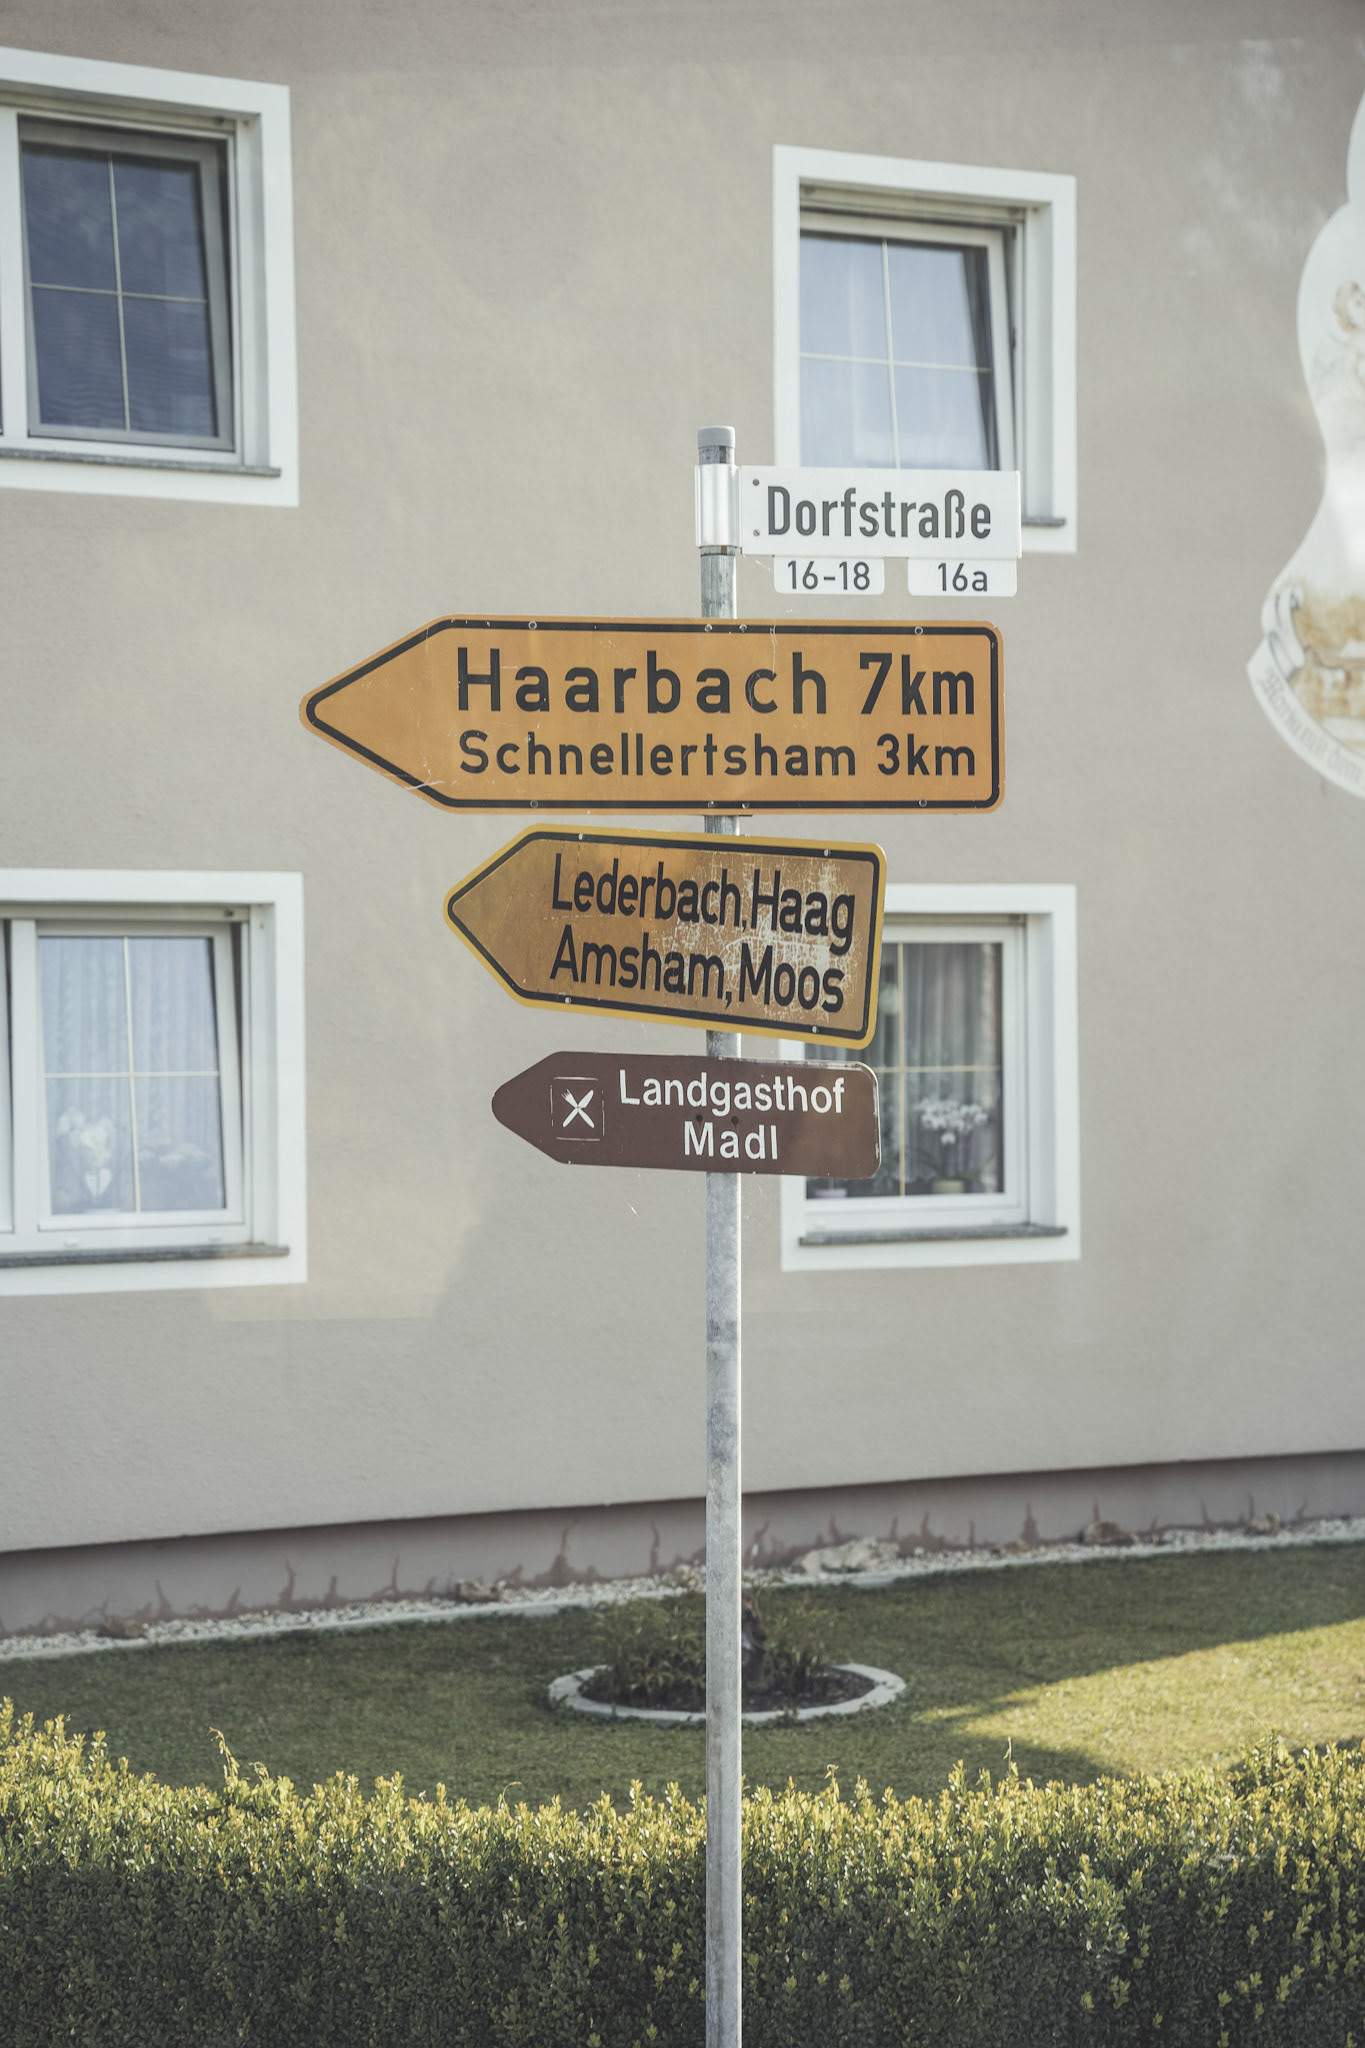 Dorfstraße
16-18 16a
Haarbach 7km
Schnellertsham 3km
Lederbach, Haag
Amsham, Moos
Landgasthof
Madl